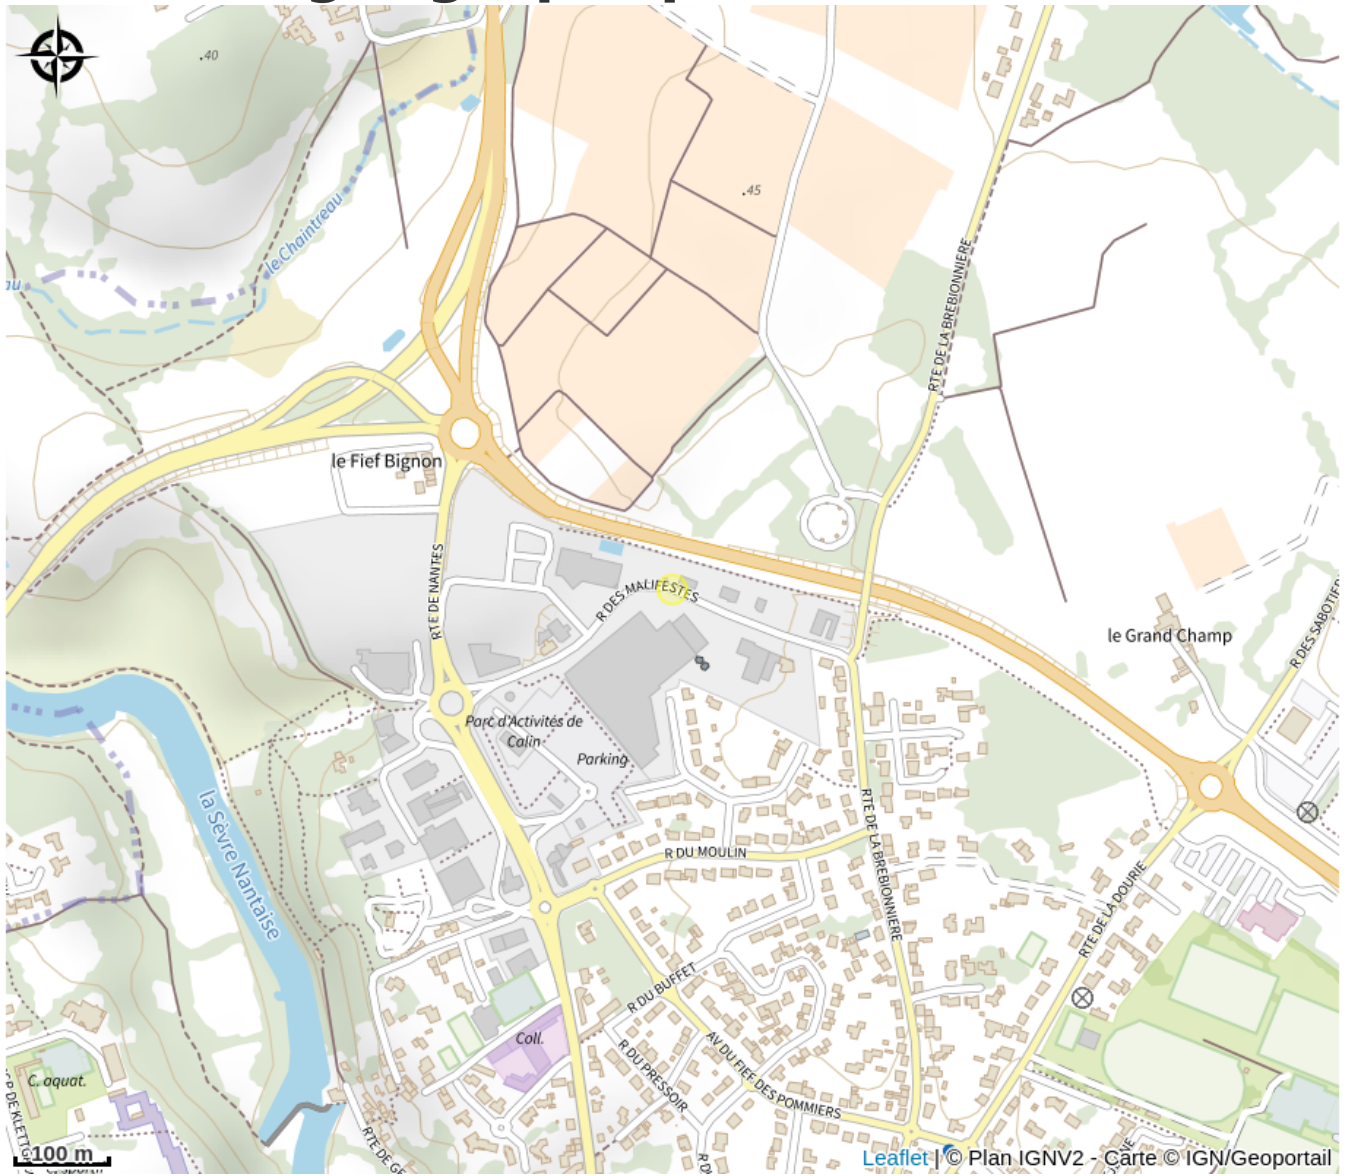 40
le Chaintreau
45
RTE DE LA BREBIONNIERE
le Fief Bignon
RTE DE NANTES
R DES MALIFESTES
le Grand Champ
R DES SABOTIER
Parc d'Activités de
Calin
Parking
la Sèvre Nantaise
R DU MOULIN
RTE DE LA BREBIONNIERE
RTE DE LA DOURIE
R DU BUFFET
Coll.
R DU PRESSOIR
AV DU FIEF DES POMMIERS
C. aquat.
100 m
Leaflet | © Plan IGNV2 - Carte © IGN/Geoportail